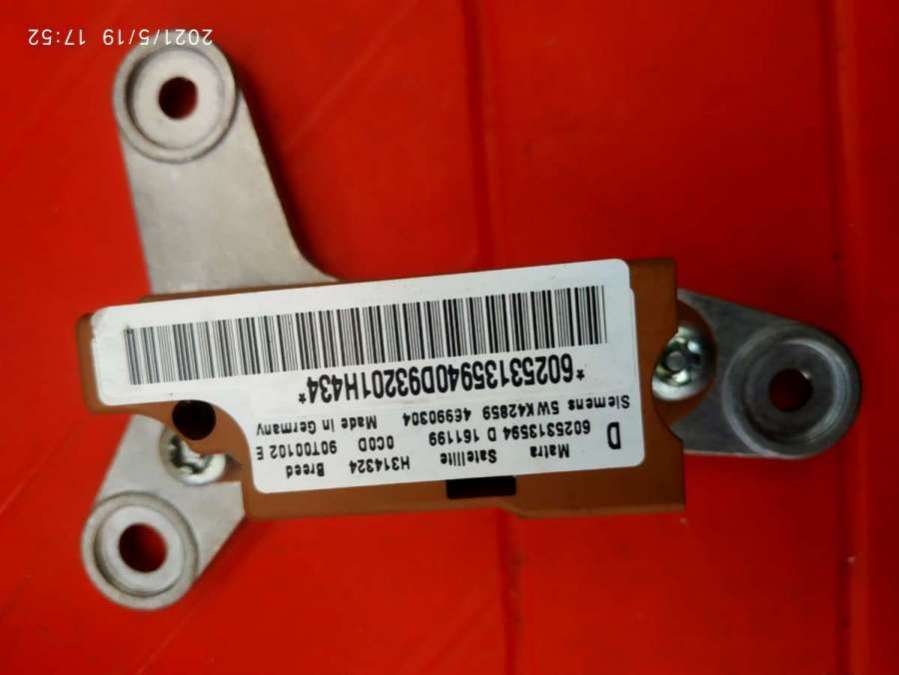 Matra Satellite H314324 Breed
D 6025313594 D 161199 0C0D 90T00102 E
Siemens 5WK42859 4E990304 Made in Germany
*60253135940D93201H434*
2021/5/19 17:52